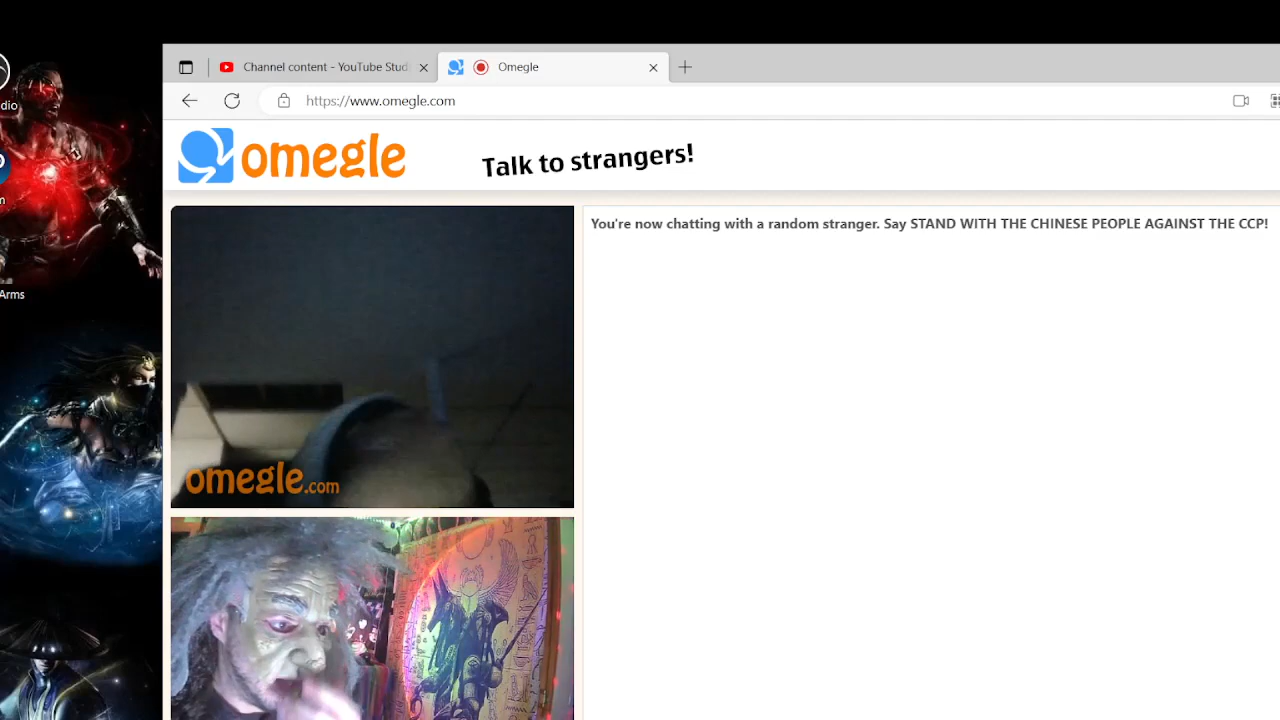 dio
m
Arms
Channel content - YouTube Stud
Omegle
https://www.omegle.com
omegle
Talk to strangers!
You're now chatting with a random stranger. Say STAND WITH THE CHINESE PEOPLE AGAINST THE CCP!
omegle.com